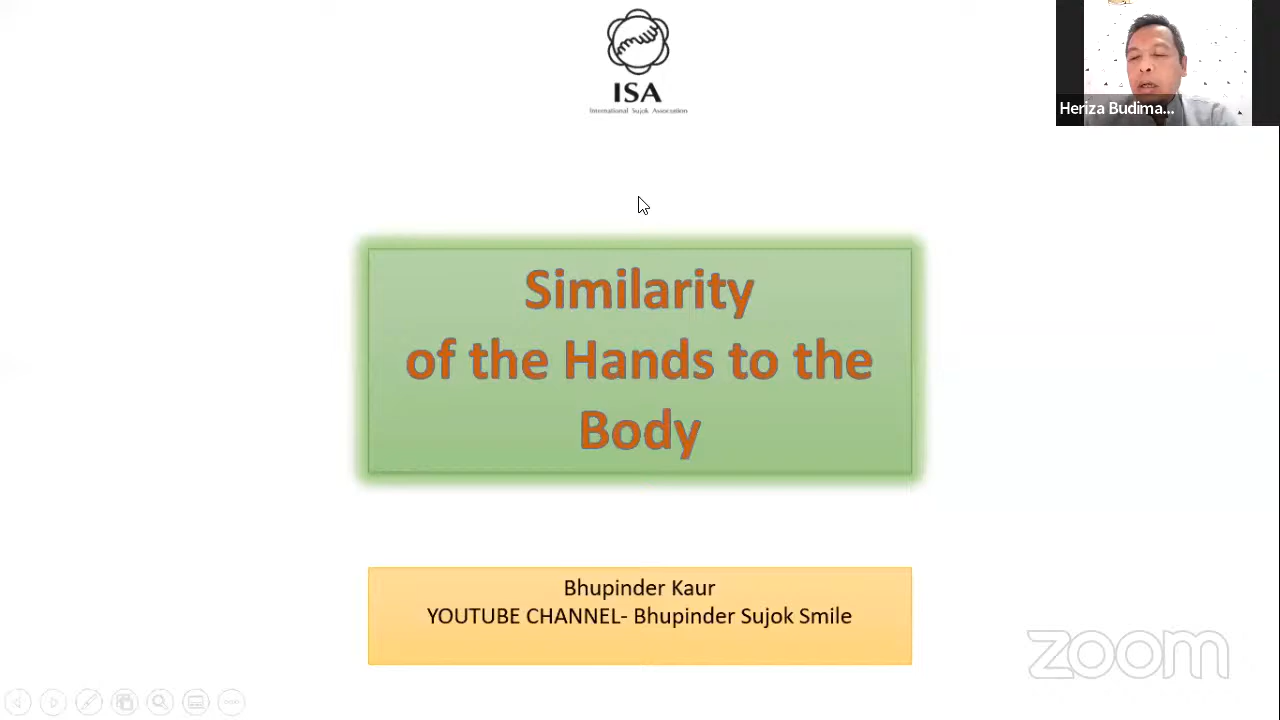 ISA
International Sujok Association
Heriza Budima...
Similarity
of the Hands to the
Body
Bhupinder Kaur
YOUTUBE CHANNEL- Bhupinder Sujok Smile
zoom